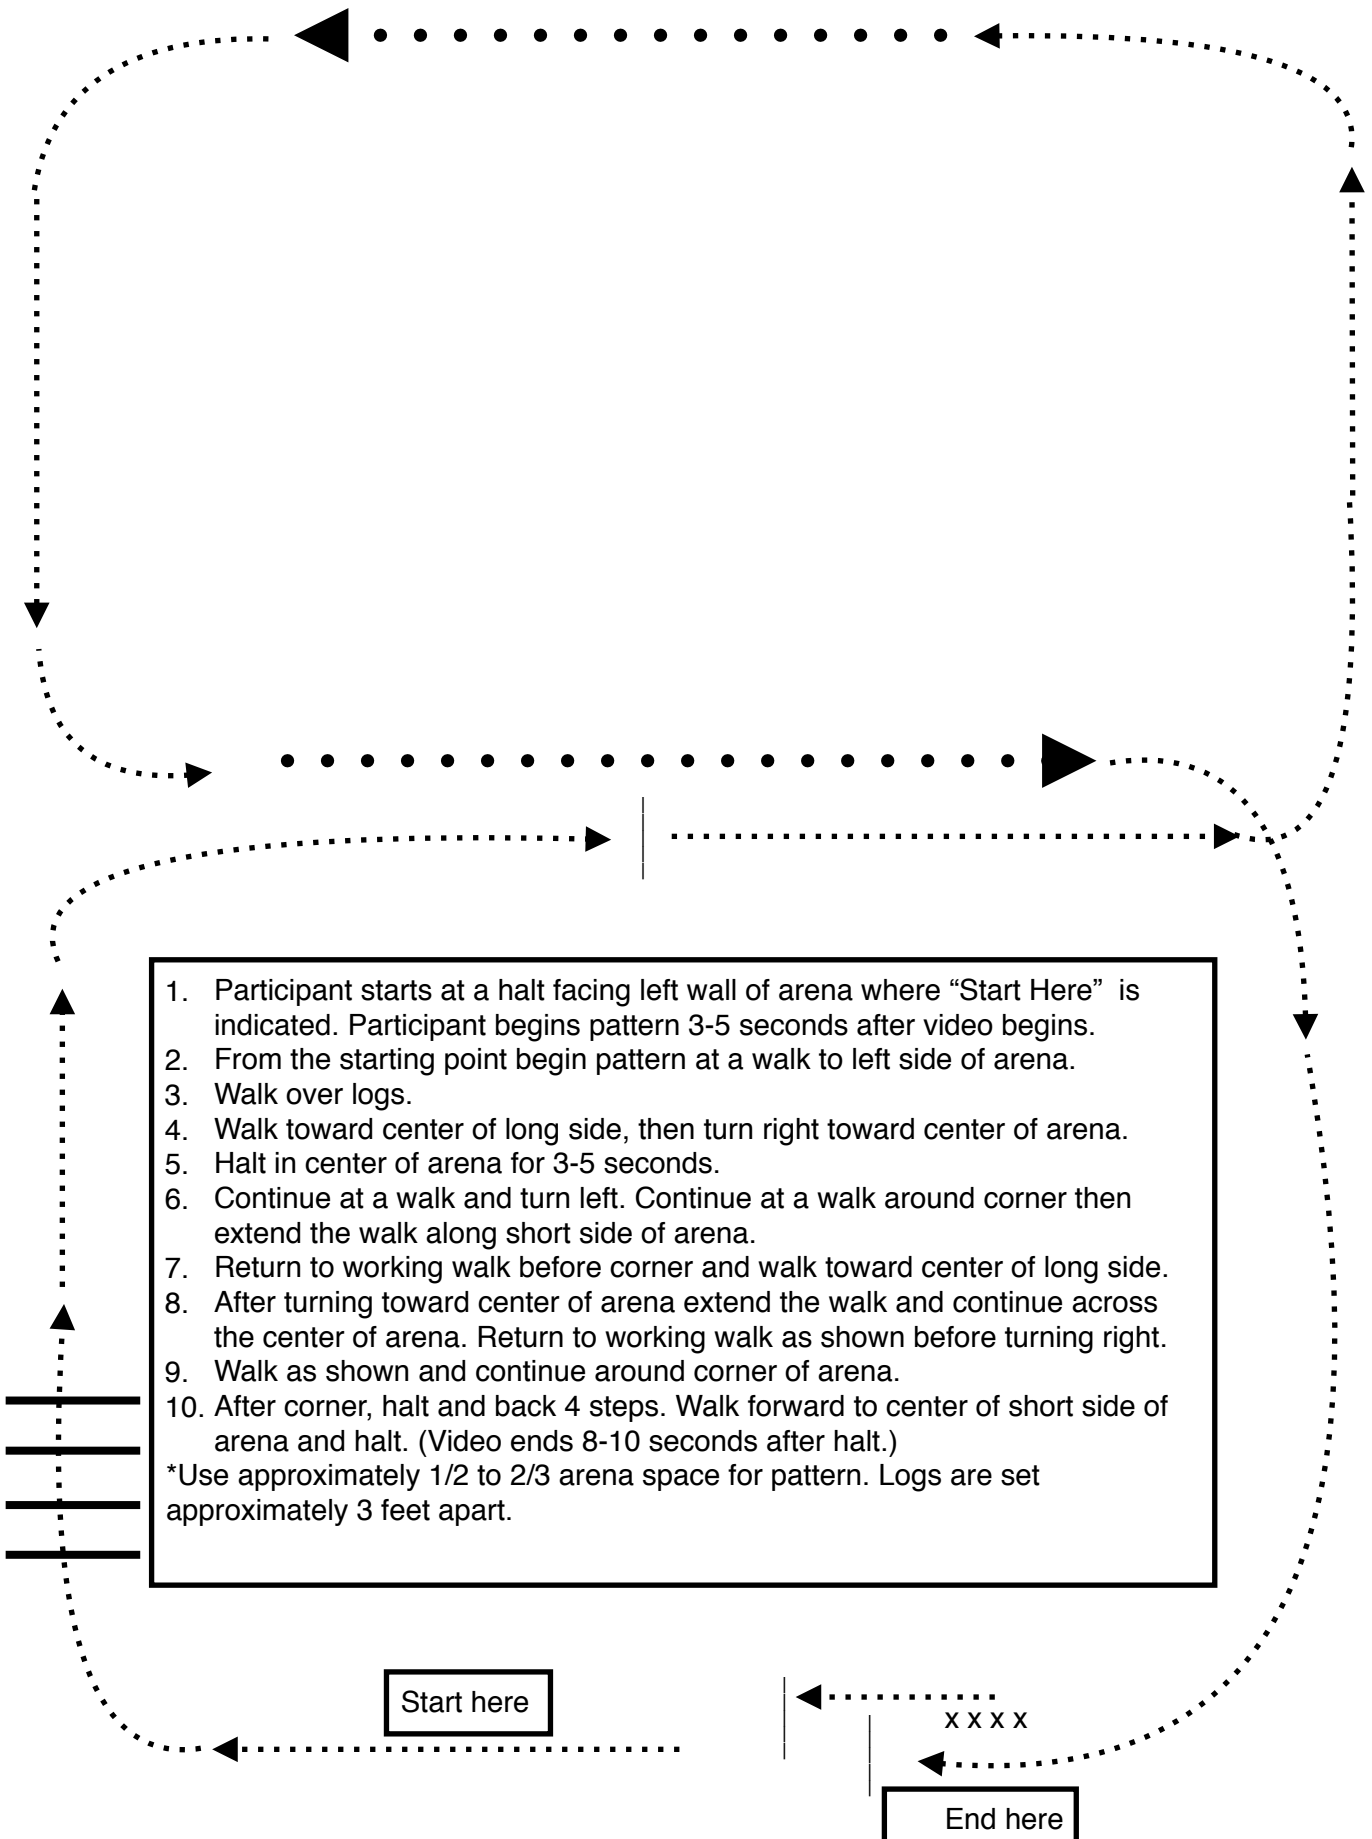 1. Participant starts at a halt facing left wall of arena where “Start Here”  is
indicated. Participant begins pattern 3-5 seconds after video begins.
2. From the starting point begin pattern at a walk to left side of arena.
3. Walk over logs.
4. Walk toward center of long side, then turn right toward center of arena.
5. Halt in center of arena for 3-5 seconds.
6. Continue at a walk and turn left. Continue at a walk around corner then
extend the walk along short side of arena.
7. Return to working walk before corner and walk toward center of long side.
8. After turning toward center of arena extend the walk and continue across
the center of arena. Return to working walk as shown before turning right.
9. Walk as shown and continue around corner of arena.
10. After corner, halt and back 4 steps. Walk forward to center of short side of
arena and halt. (Video ends 8-10 seconds after halt.)
*Use approximately 1/2 to 2/3 arena space for pattern. Logs are set
approximately 3 feet apart.
Start here
x x x x
End here